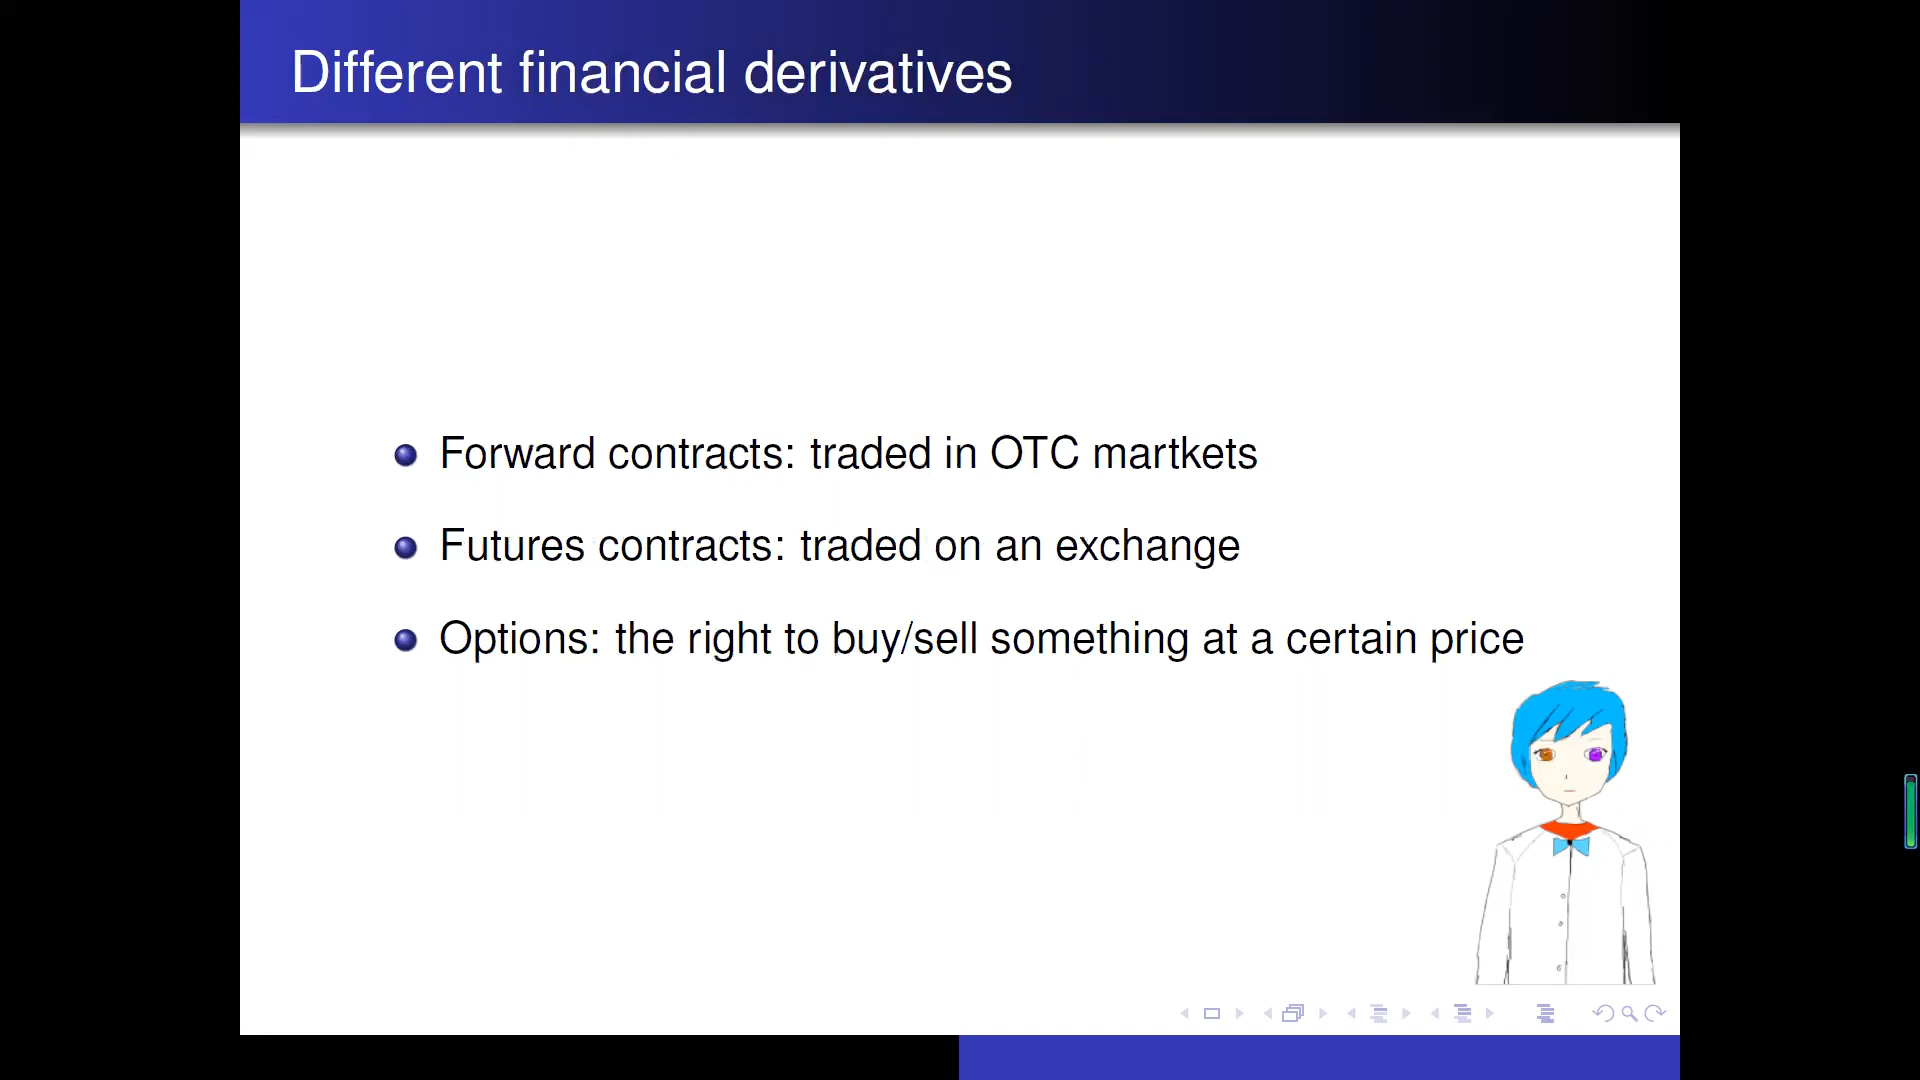 Different financial derivatives
Forward contracts: traded in OTC martkets
Futures contracts: traded on an exchange
Options: the right to buy/sell something at a certain price